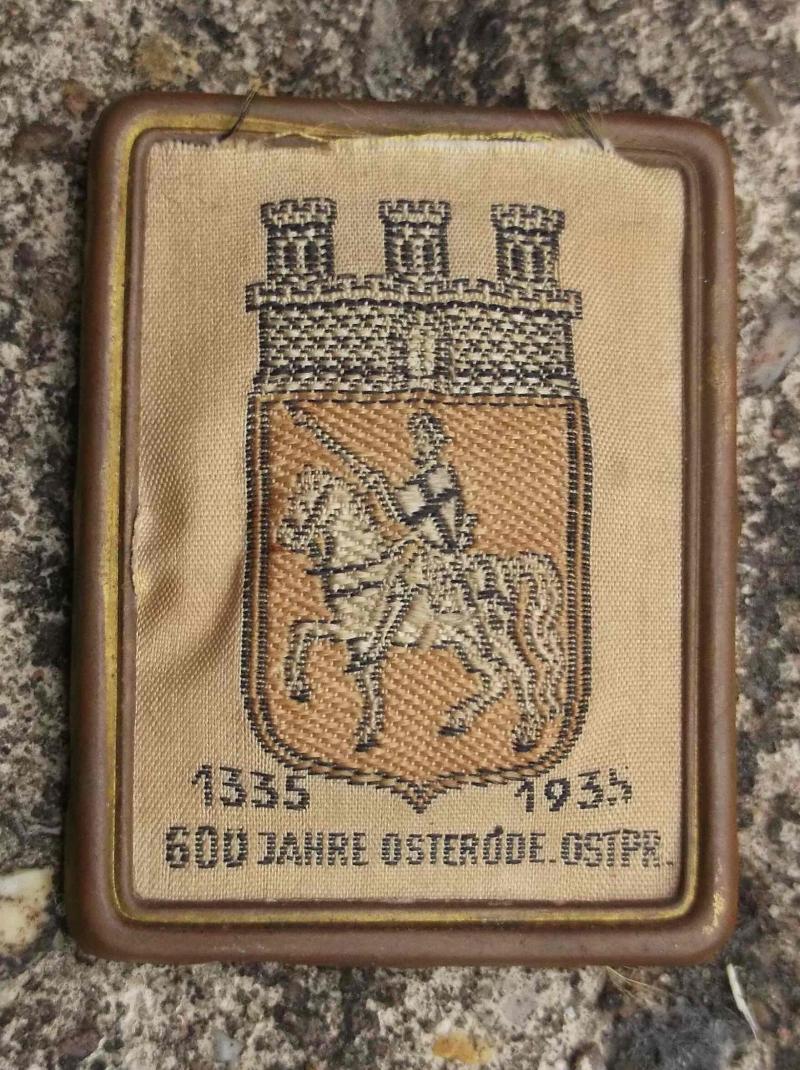 1335 1935
600 JAHRE OSTERODE. OSTPR.